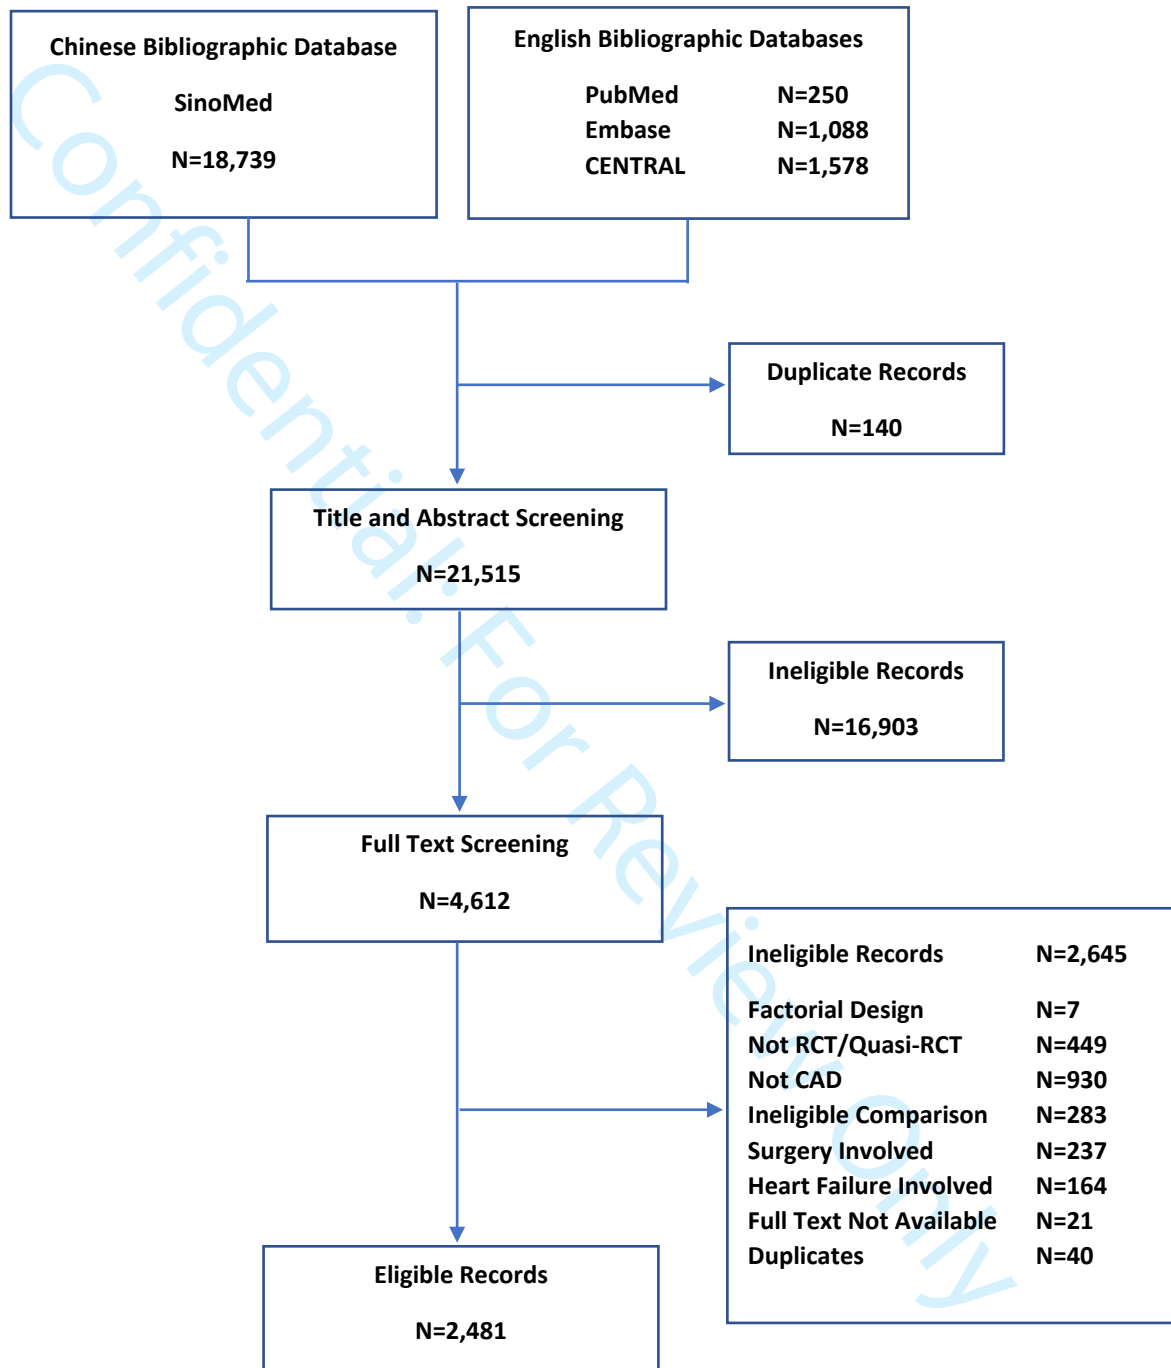 Chinese Bibliographic Database
SinoMed
N=18,739
English Bibliographic Databases
PubMed N=250
Embase N=1,088
CENTRAL N=1,578
Duplicate Records
N=140
Title and Abstract Screening
N=21,515
Ineligible Records
N=16,903
Full Text Screening
N=4,612
Ineligible Records N=2,645
Factorial Design N=7
Not RCT/Quasi-RCT N=449
Not CAD N=930
Ineligible Comparison N=283
Surgery Involved N=237
Heart Failure Involved N=164
Full Text Not Available N=21
Duplicates N=40
Eligible Records
N=2,481
Confidential: For Review Only